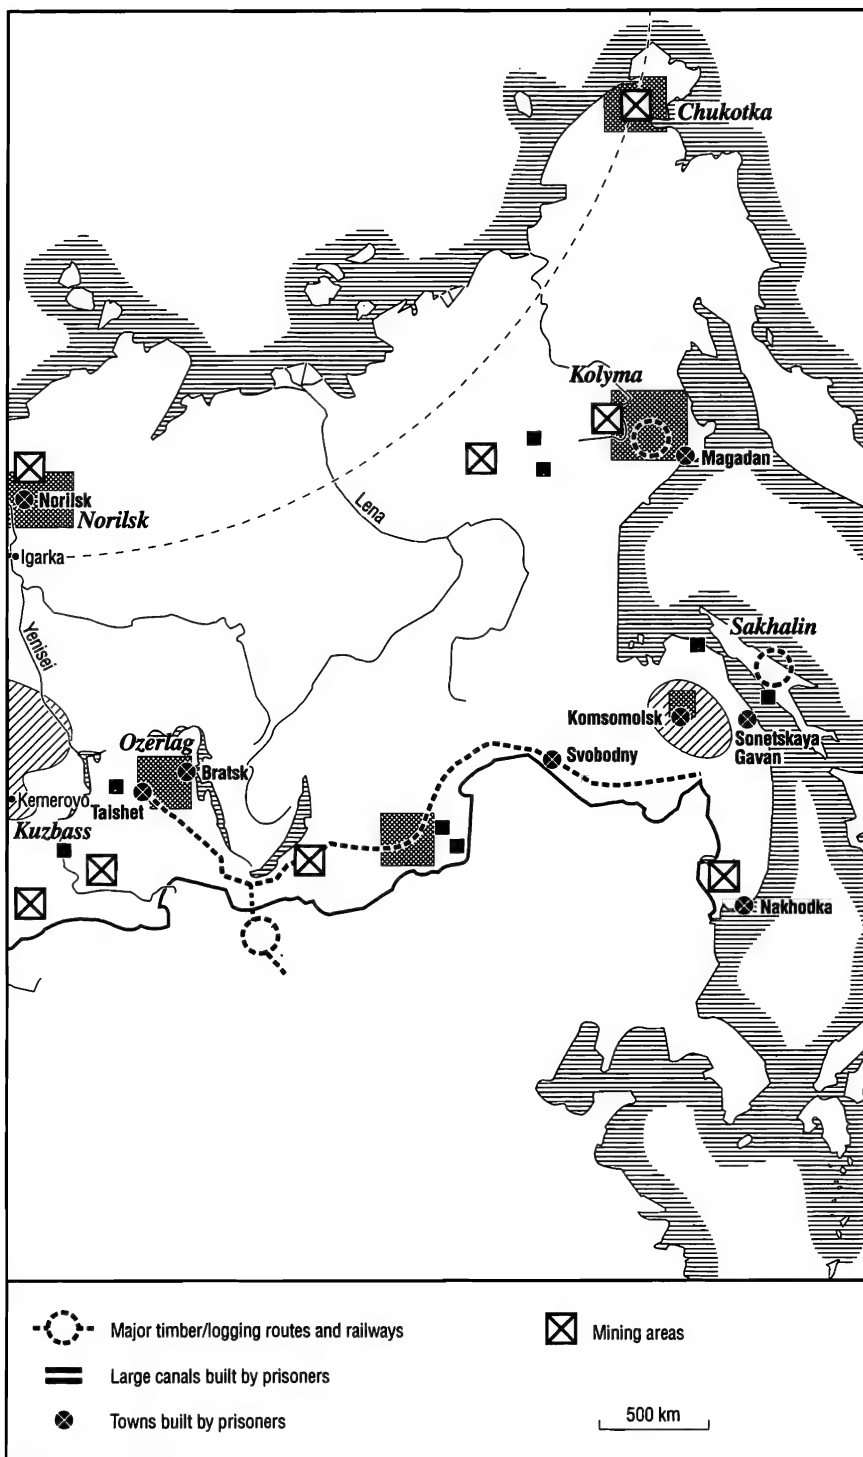 Chukotka
Kolyma
Magadan
Norilsk
Norilsk
Lena
Igarka
Yenisei
Sakhalin
Komsomolsk
Sonetskaya
Gavan
Svobodny
Ozerlag
Bratsk
Taishet
Kemeroyo
Kuzbass
Nakhodka
Major timber/logging routes and railways
Mining areas
Large canals built by prisoners
Towns built by prisoners
500 km